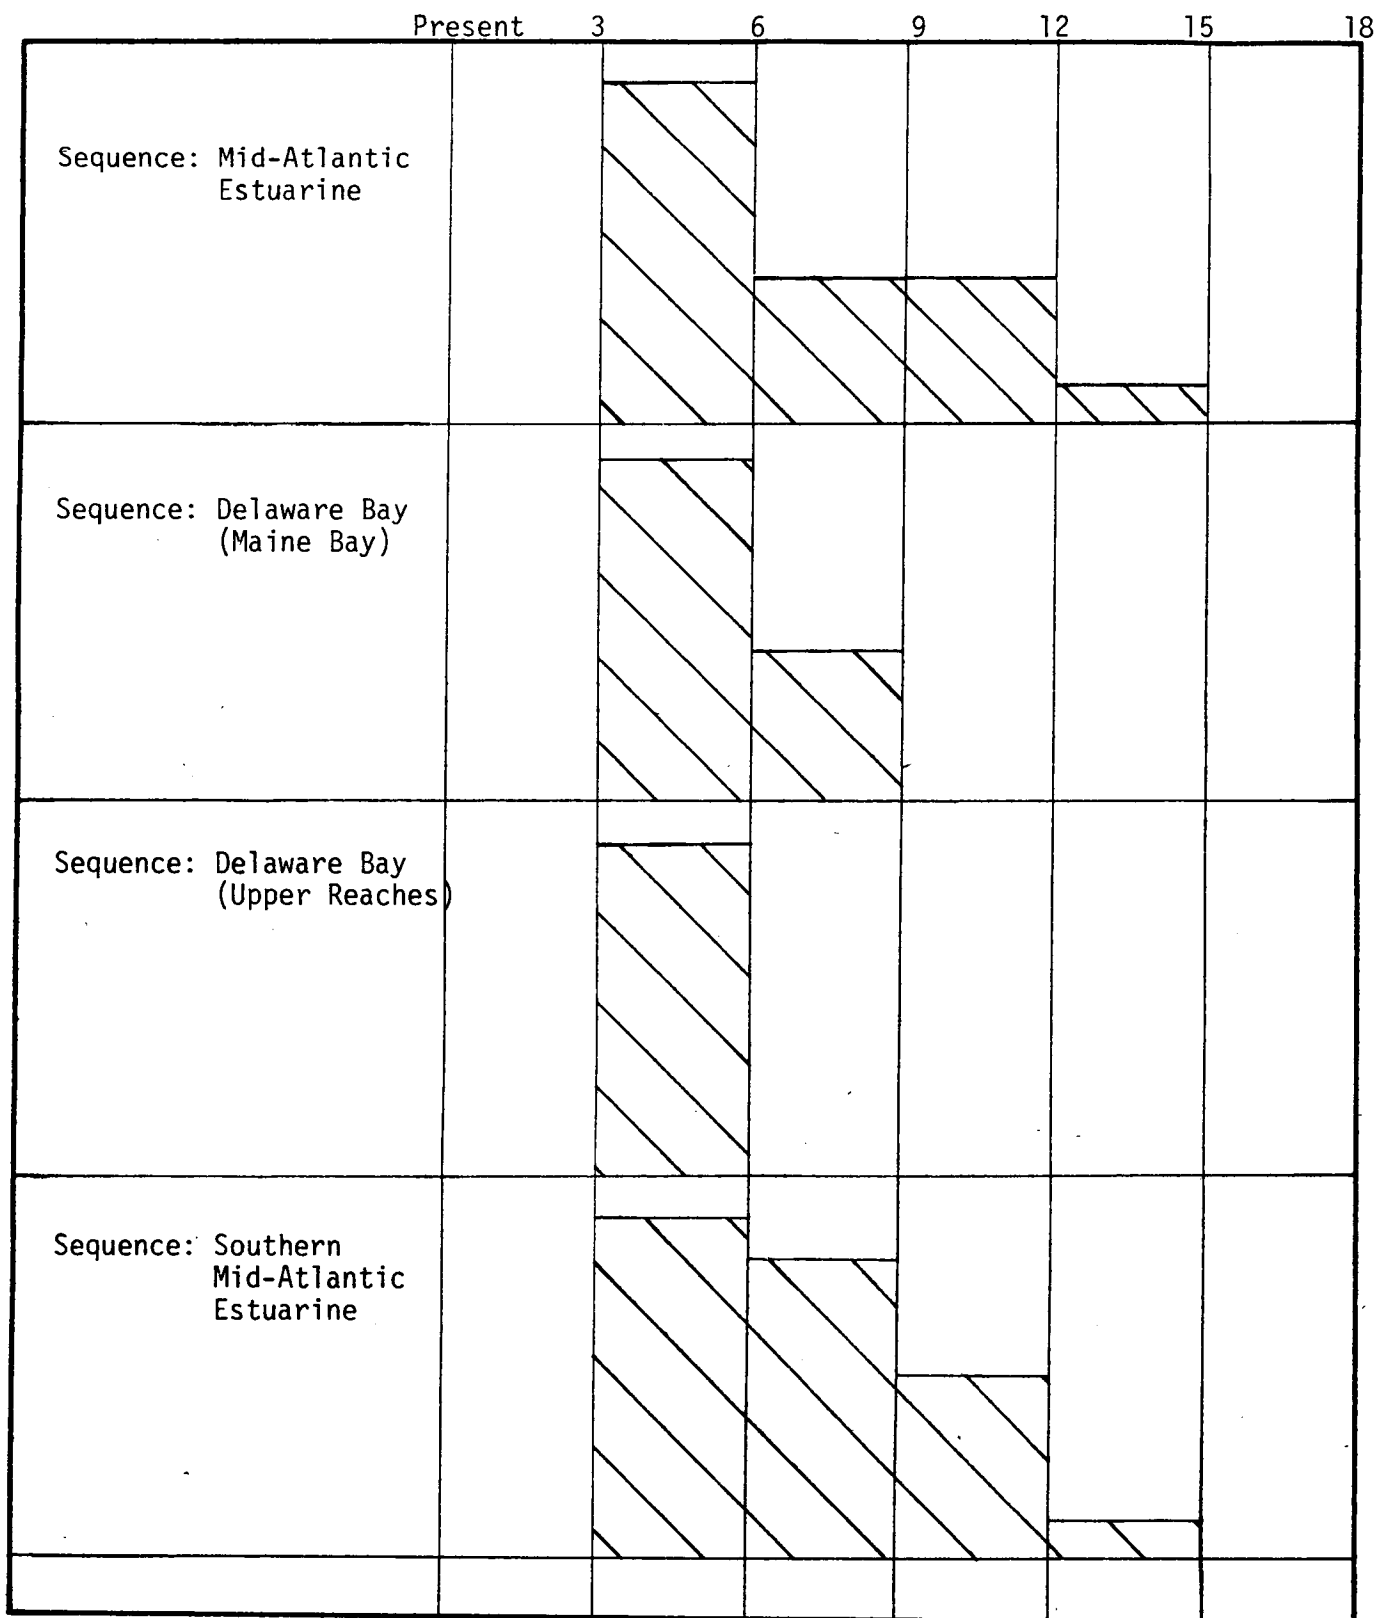 Present 3 6 9 12 15 18
Sequence: Mid-Atlantic
Estuarine
Sequence: Delaware Bay
(Maine Bay)
Sequence: Delaware Bay
(Upper Reaches)
Sequence: Southern
Mid-Atlantic
Estuarine